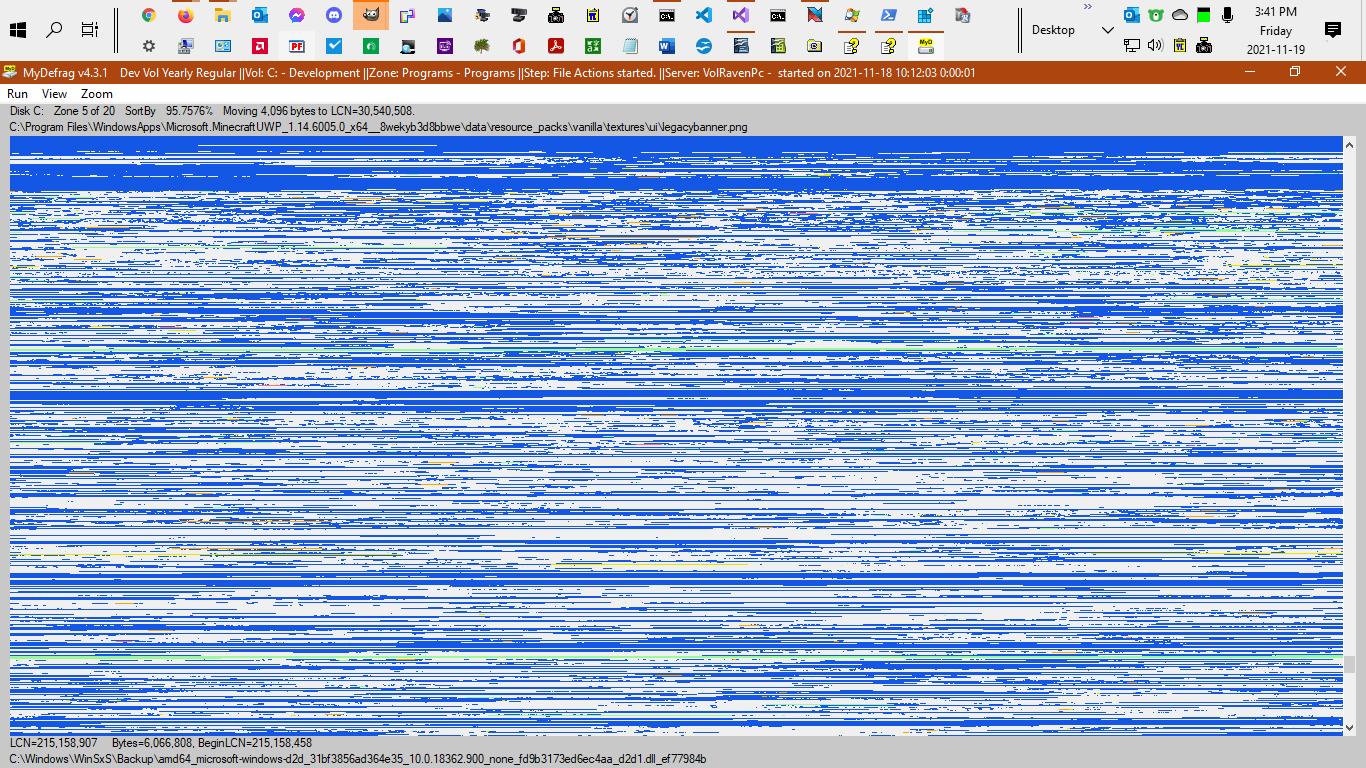 3:41 PM
Desktop
Friday
2021-11-19
MyDefrag v4.3.1 Dev Vol Yearly Regular ||Vol: C: - Development ||Zone: Programs - Programs ||Step: File Actions started. ||Server: VolRavenPc - started on 2021-11-18 10:12:03 0:00:01
Run View Zoom
Disk C: Zone 5 of 20 SortBy 95.7576% Moving 4,096 bytes to LCN=30,540,508.
C:\Program Files\WindowsApps\Microsoft.MinecraftUWP_1.14.6005.0_x64__8wekyb3d8bbwe\data\resource_packs\vanilla\textures\ui\legacybanner.png
LCN=215,158,907 Bytes=6,066,808, BeginLCN=215,158,458
C:\Windows\WinSxS\Backup\amd64_microsoft-windows-d2d_31bf3856ad364e35_10.0.18362.900_none_fd9b3173ed6ec4aa_d2d1.dll_ef77984b